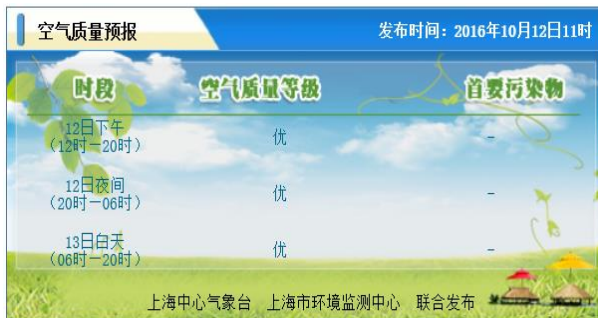 空气质量预报 发布时间：2016年10月12日11时
时段 空气质量等级 首要污染物
12日下午
（12时－20时） 优 -
12日夜间
（20时－06时） 优 -
13日白天
（06时－20时） 优 -
上海中心气象台 上海市环境监测中心 联合发布